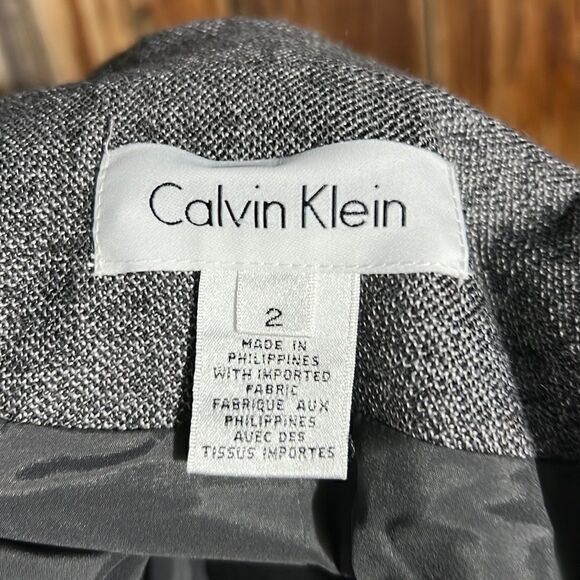 Calvin Klein
2
MADE IN
PHILIPPINES
WITH IMPORTED
FABRIC
FABRIQUE AUX
PHILIPPINES
AVEC DES
TISSUS IMPORTES